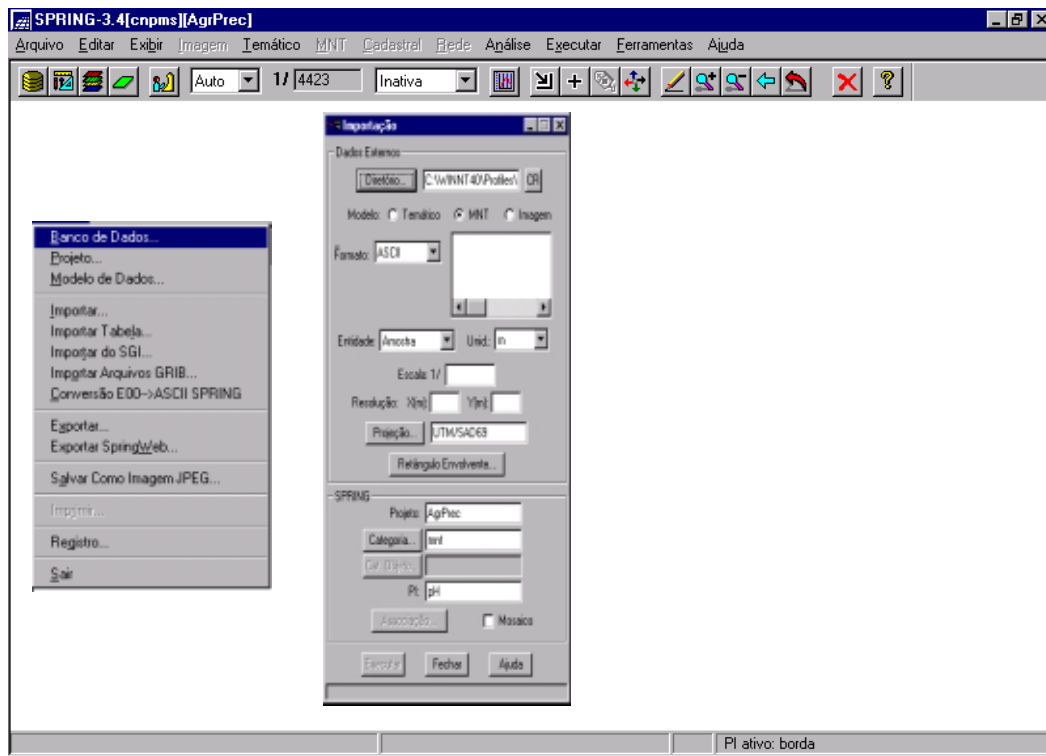 SPRING-3.4[cnpms][AgrPrec]
Arquivo Editar Exibir Imagem Temático MNT Cadastral Rede Análise Executar Ferramentas Ajuda
Auto 1/ 4423 Inativa
Banco de Dados...
Projeto...
Modelo de Dados...
Importar...
Importar Tabela...
Importar do SGI...
Importar Arquivos GRIB...
Conversão E00-->ASCII SPRING
Exportar...
Exportar SpringWeb...
Salvar Como Imagem JPEG...
Imprimir...
Registro...
Sair
Importação
Dados Externos
Diretório... C:\WINNT40\Profiles\ CR
Modelo: Temático MNT Imagem
Formato: ASCII
Entidade: Amostra Unid.: m
Escala: 1/
Resolução: X(m): Y(m):
Projeção... UTM/SAD69
Retângulo Envolvente...
SPRING
Projeto: AgrPrec
Categoria... mnt
Cat. Objeto...
PI: pH
Associação... Mosaico
Executar Fechar Ajuda
PI ativo: borda